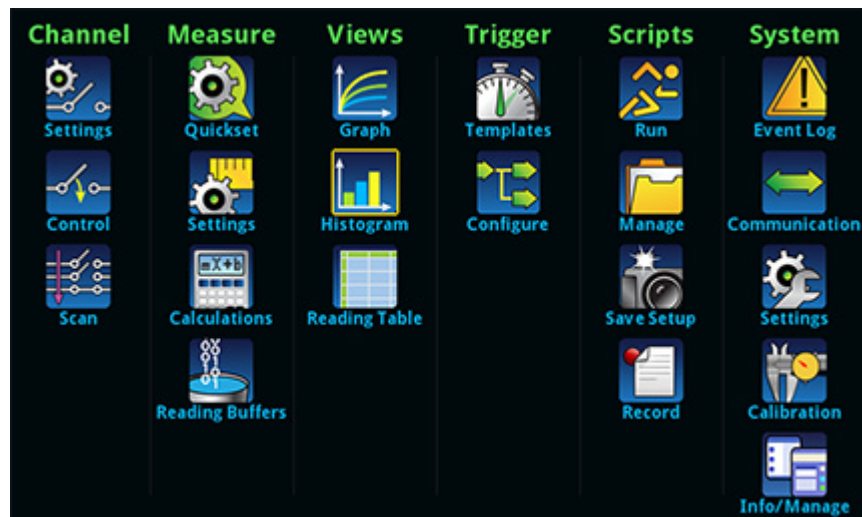 Channel Measure Views Trigger Scripts System
Settings Quickset Graph Templates Run Event Log
Control Settings Histogram Configure Manage Communication
mX+b
Scan Calculations Reading Table Save Setup Settings
Reading Buffers Record Calibration
Info/Manage